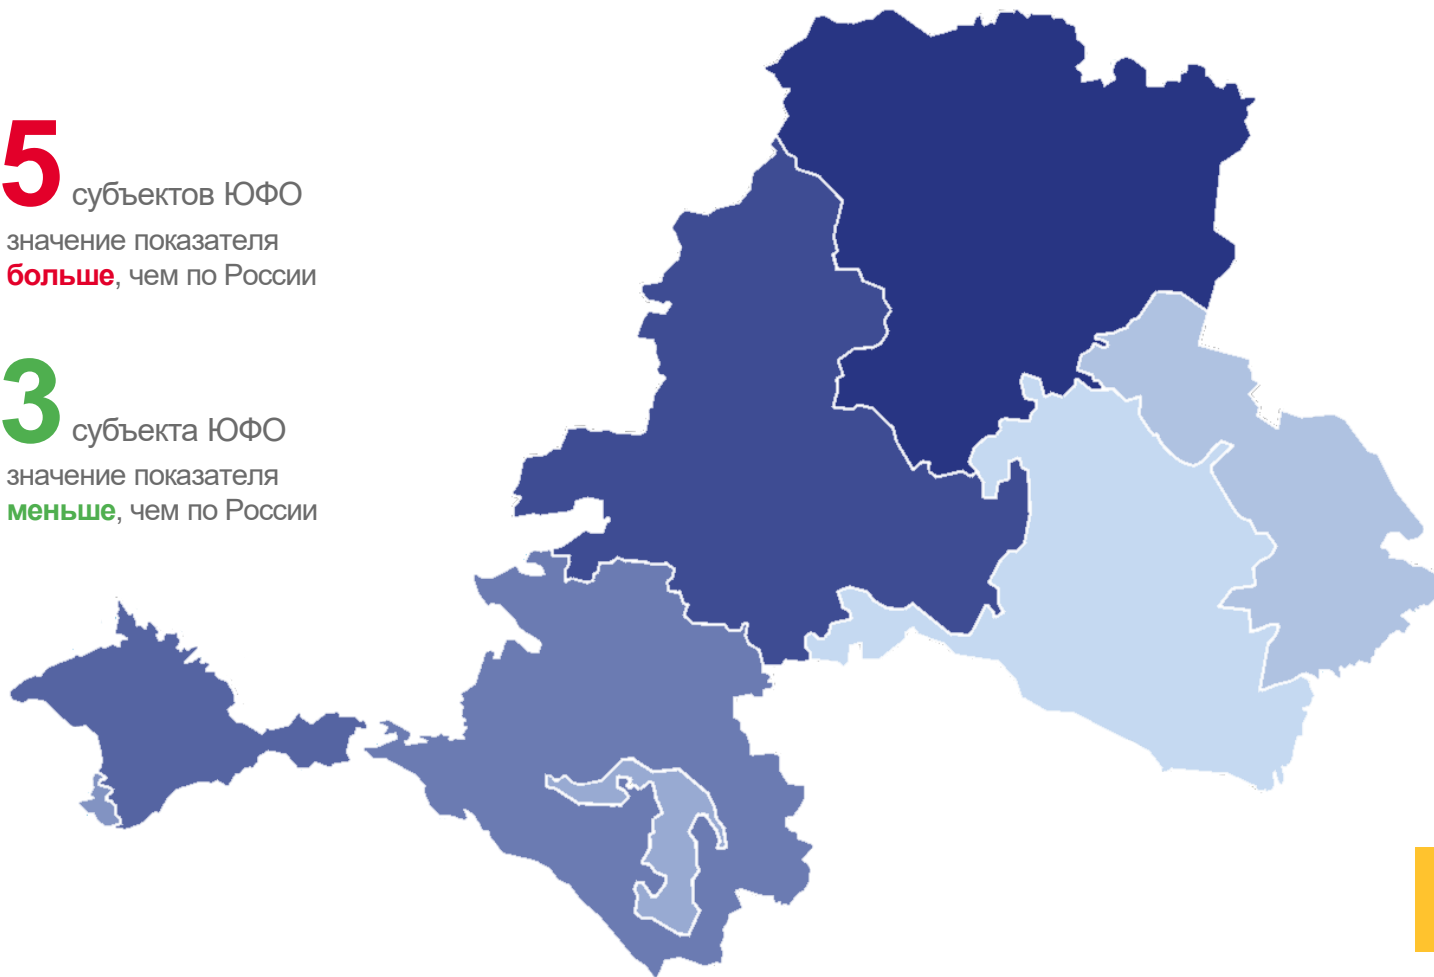 5 субъектов ЮФО
значение показателя
больше, чем по России
3 субъекта ЮФО
значение показателя
меньше, чем по России